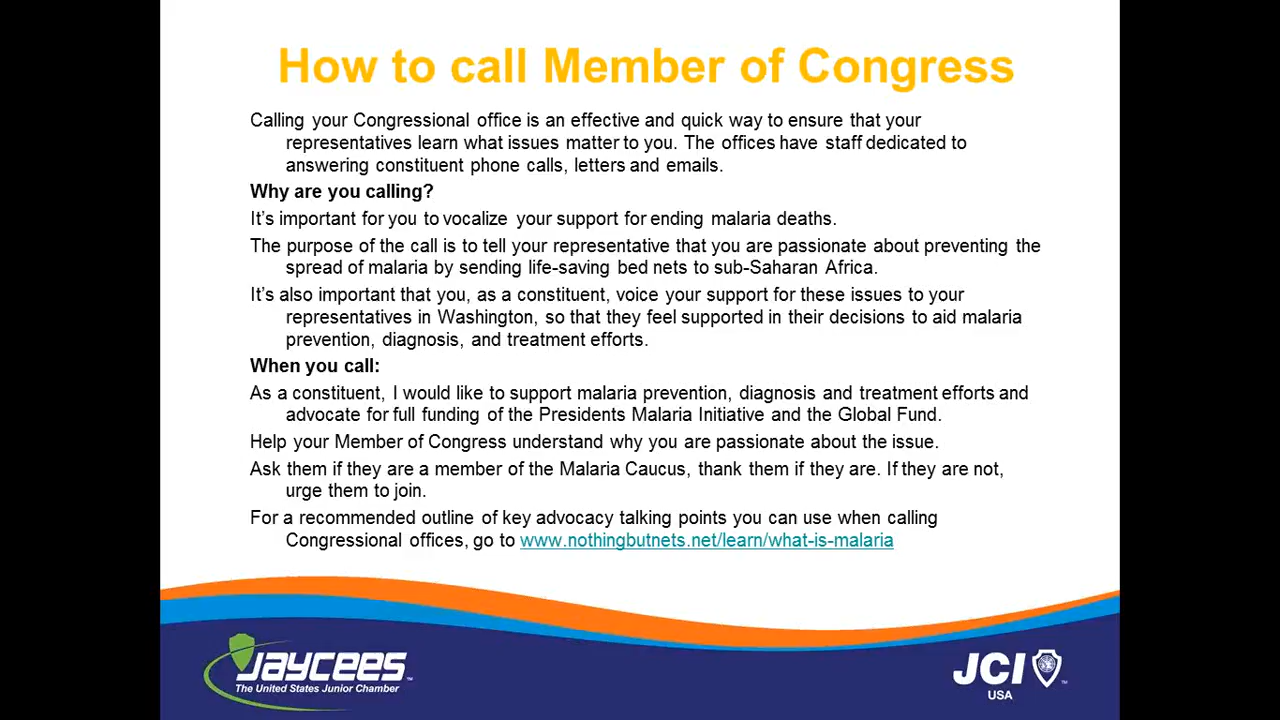 How to call Member of Congress
Calling your Congressional office is an effective and quick way to ensure that your
representatives learn what issues matter to you. The offices have staff dedicated to
answering constituent phone calls, letters and emails.
Why are you calling?
It's important for you to vocalize your support for ending malaria deaths.
The purpose of the call is to tell your representative that you are passionate about preventing the
spread of malaria by sending life-saving bed nets to sub-Saharan Africa.
It's also important that you, as a constituent, voice your support for these issues to your
representatives in Washington, so that they feel supported in their decisions to aid malaria
prevention, diagnosis, and treatment efforts.
When you call:
As a constituent, I would like to support malaria prevention, diagnosis and treatment efforts and
advocate for full funding of the Presidents Malaria Initiative and the Global Fund.
Help your Member of Congress understand why you are passionate about the issue.
Ask them if they are a member of the Malaria Caucus, thank them if they are. If they are not,
urge them to join.
For a recommended outline of key advocacy talking points you can use when calling
Congressional offices, go to www.nothingbutnets.net/learn/what-is-malaria
JAYCEES™
The United States Junior Chamber
JCI™
USA